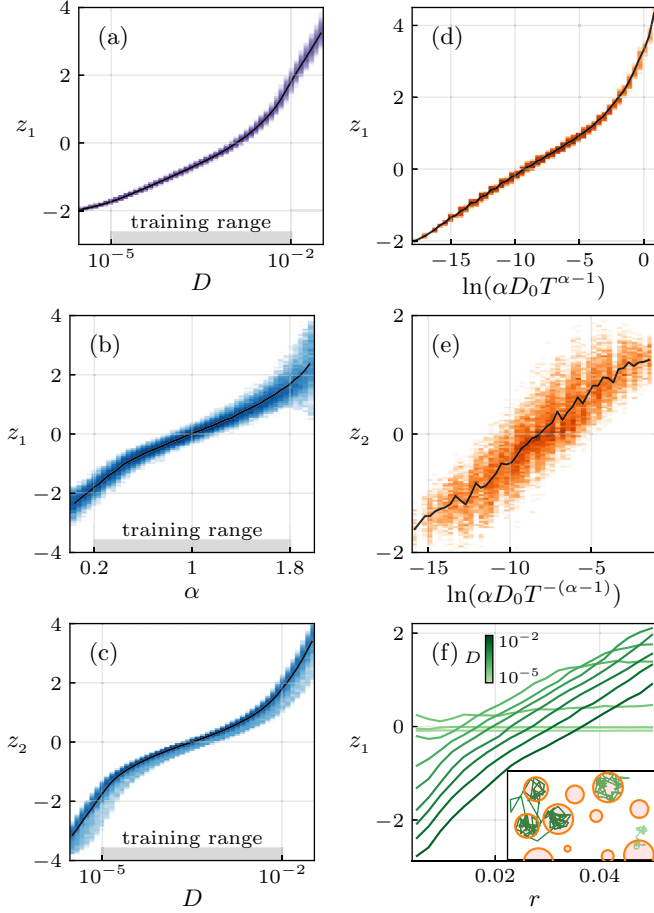 4
(a)
2
z₁
0
−2
training range
10⁻⁵
10⁻²
D
4
(d)
2
z₁
0
−2
−15
−10
−5
0
ln(αD₀T^{α−1})
4
(b)
2
z₁
0
−2
training range
−4
0.2
1
1.8
α
2
(e)
z₂
0
−2
−15
−10
−5
ln(αD₀T^{−(α−1)})
4
(c)
2
z₂
0
−2
training range
−4
10⁻⁵
10⁻²
D
2
(f)
D
10⁻²
10⁻⁵
z₁
0
−2
0.02
0.04
r